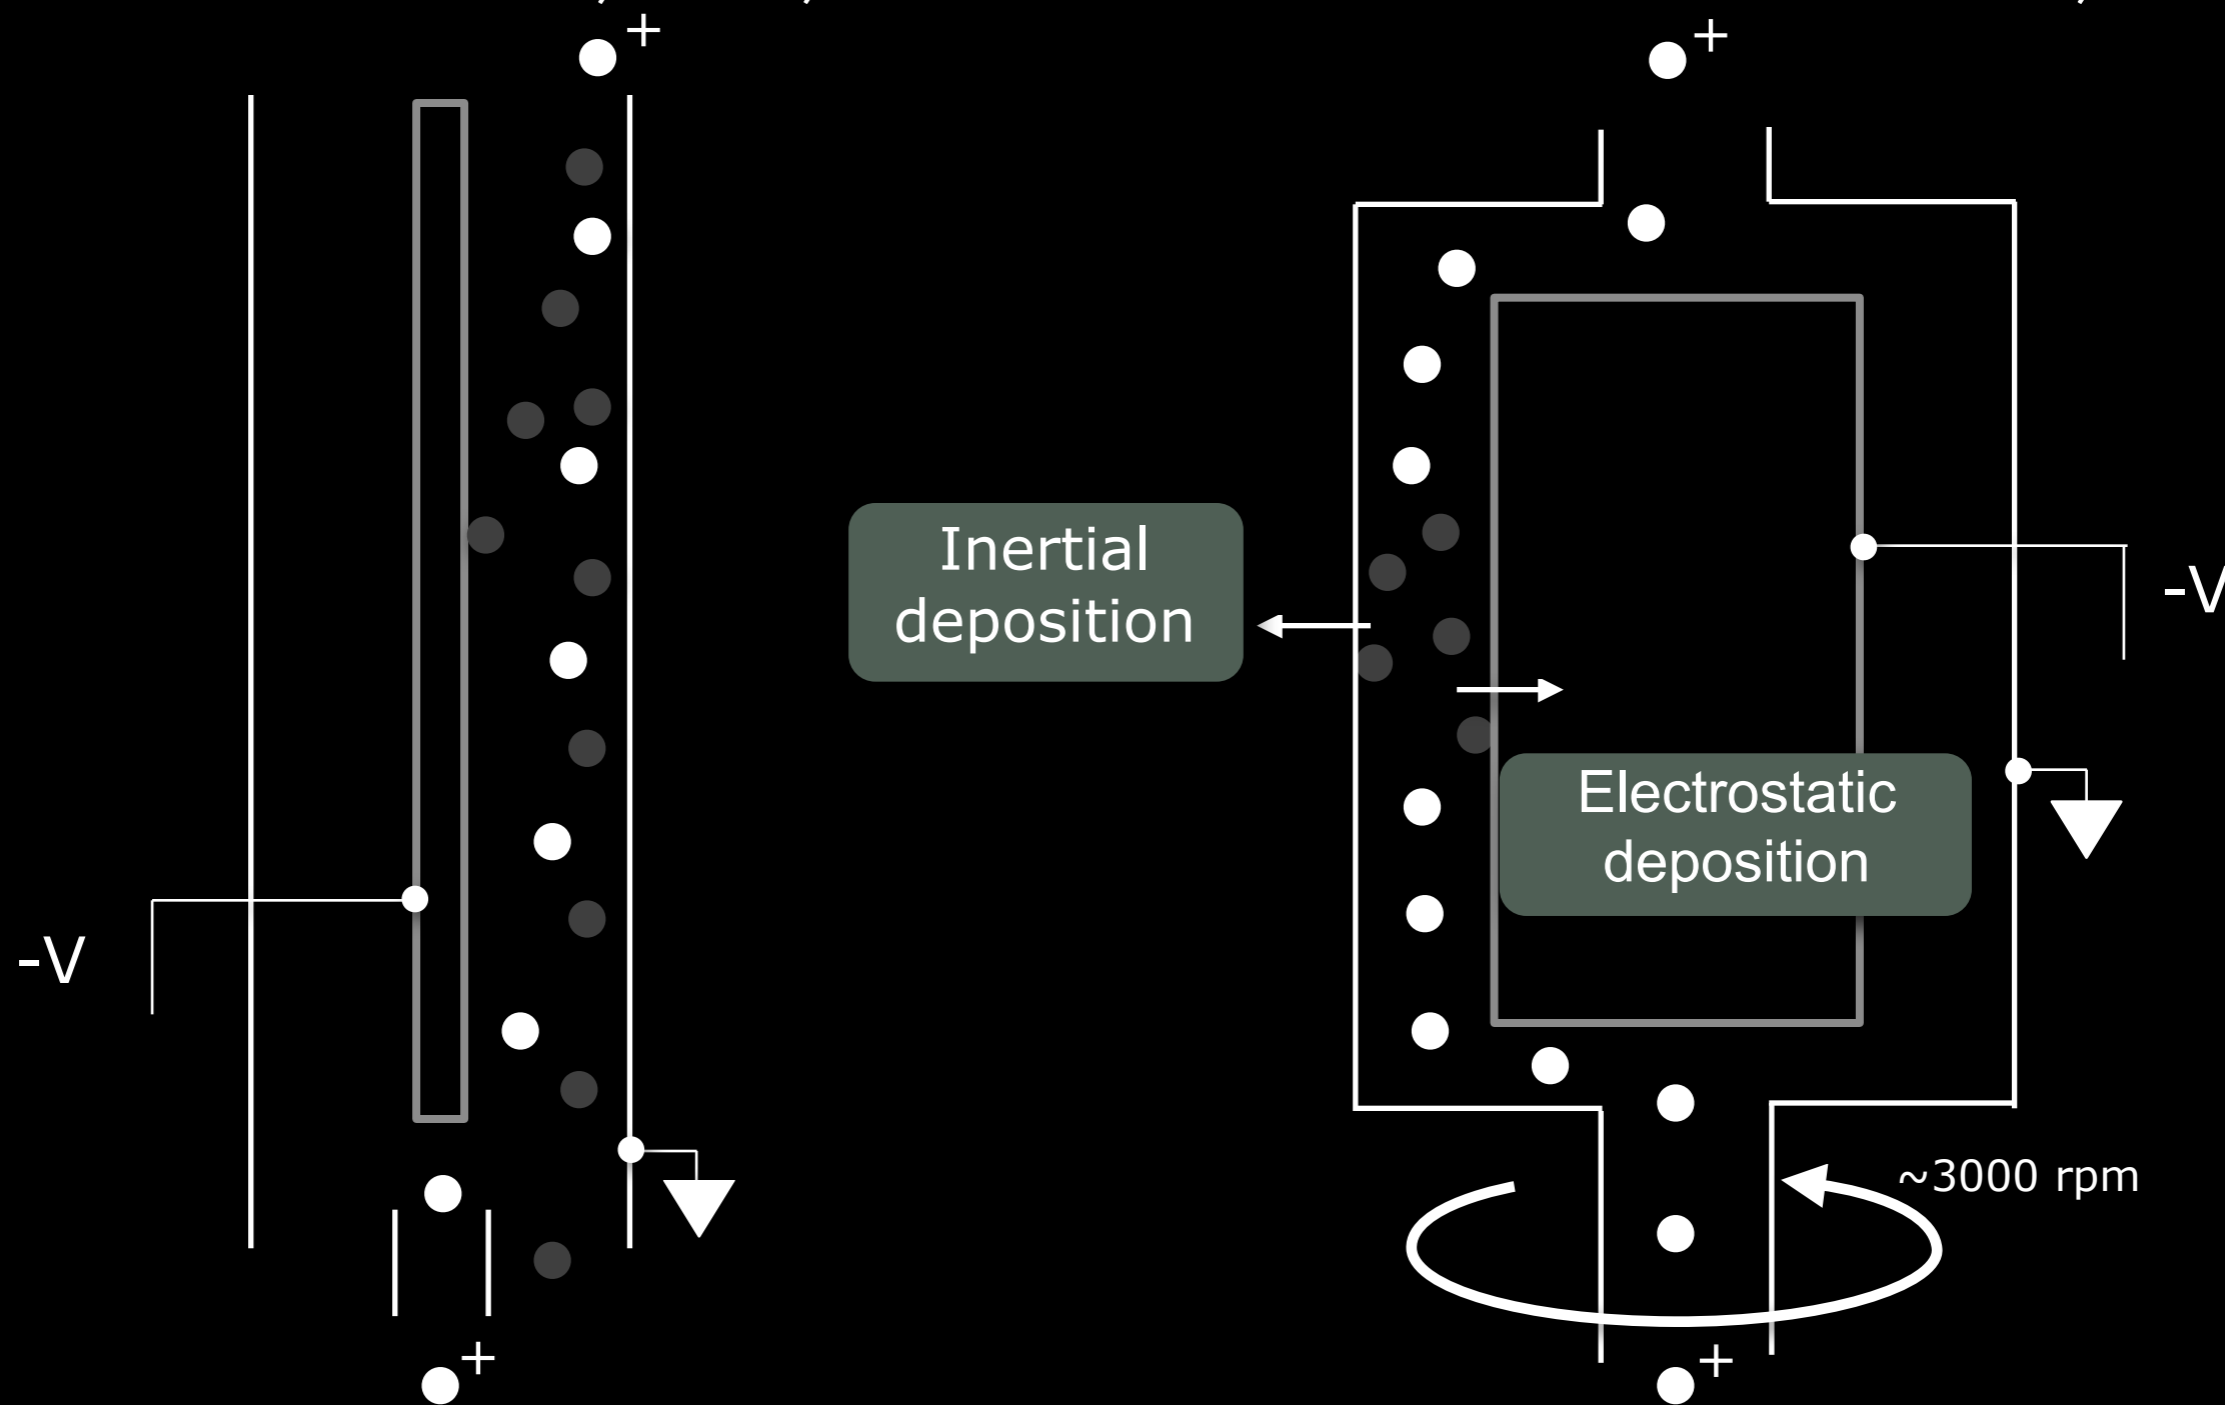 +
+
Inertial
deposition
-V
Electrostatic
deposition
-V
~3000 rpm
+
+